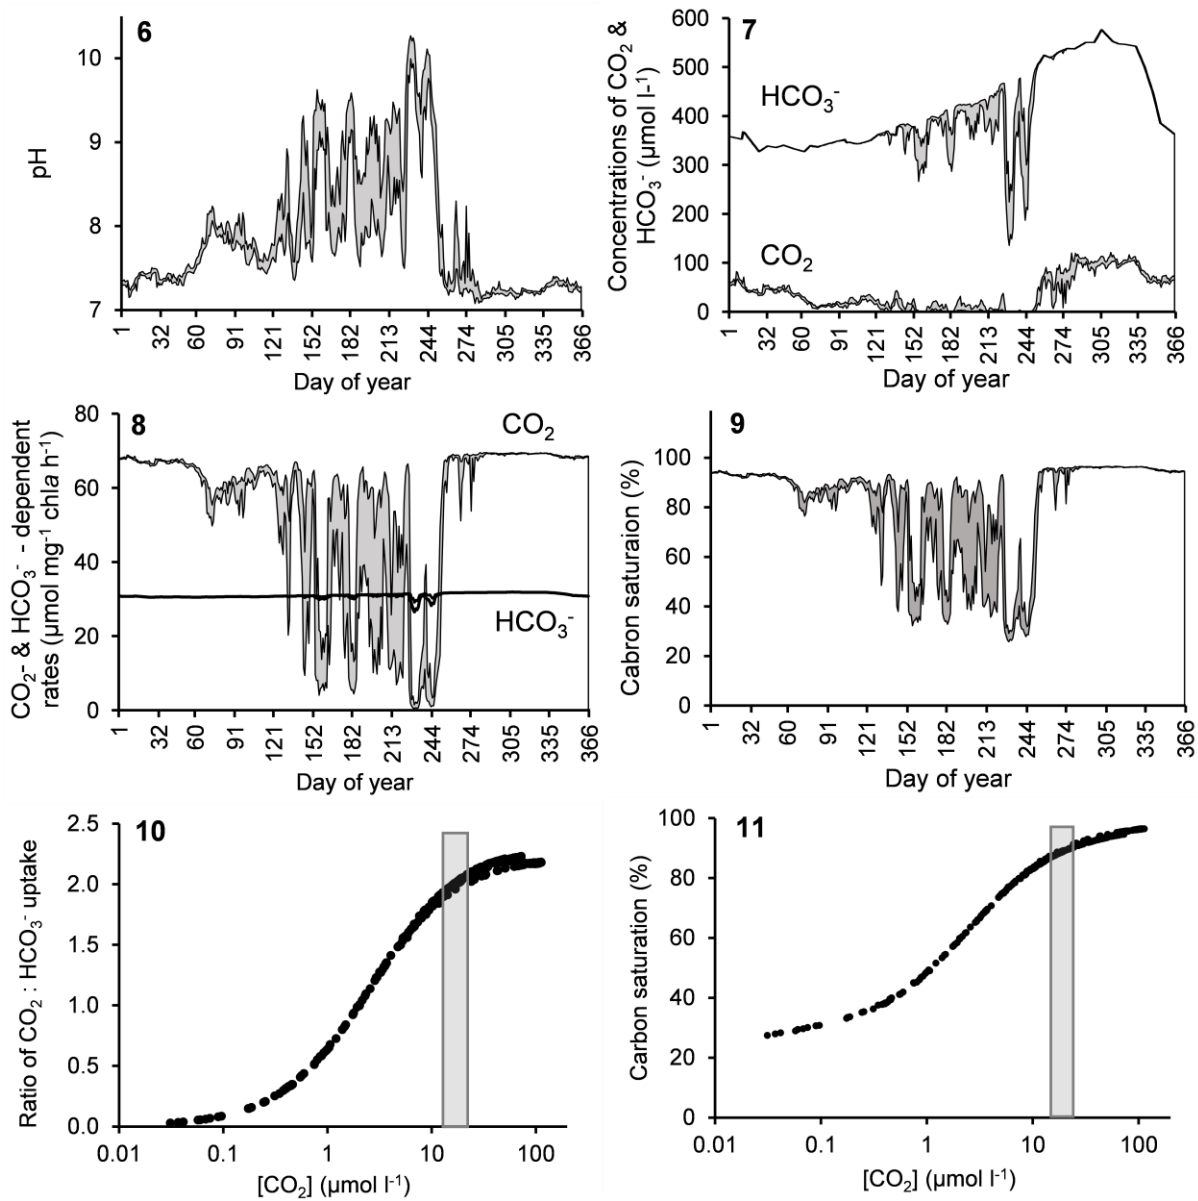 6
pH
10
9
8
7
1 32 60 91 121 152 182 213 244 274 305 335 366
Day of year
7
Concentrations of CO₂ &
HCO₃⁻ (µmol l-¹)
600
500
400
300
200
100
0
HCO₃⁻
CO₂
1 32 60 91 121 152 182 213 244 274 305 335 366
Day of year
8
CO₂- & HCO₃⁻ - dependent
rates (µmol mg⁻¹ chla h⁻¹)
80
60
40
20
0
CO₂
HCO₃⁻
1 32 60 91 121 152 182 213 244 274 305 335 366
Day of year
9
Cabron saturaion (%)
100
80
60
40
20
0
1 32 60 91 121 152 182 213 244 274 305 335 366
Day of year
10
Ratio of CO₂ : HCO₃⁻ uptake
2.5
2.0
1.5
1.0
0.5
0.0
0.01 0.1 1 10 100
[CO₂] (µmol l⁻¹)
11
Carbon saturation (%)
100
80
60
40
20
0
0.01 0.1 1 10 100
[CO₂] (µmol l⁻¹)